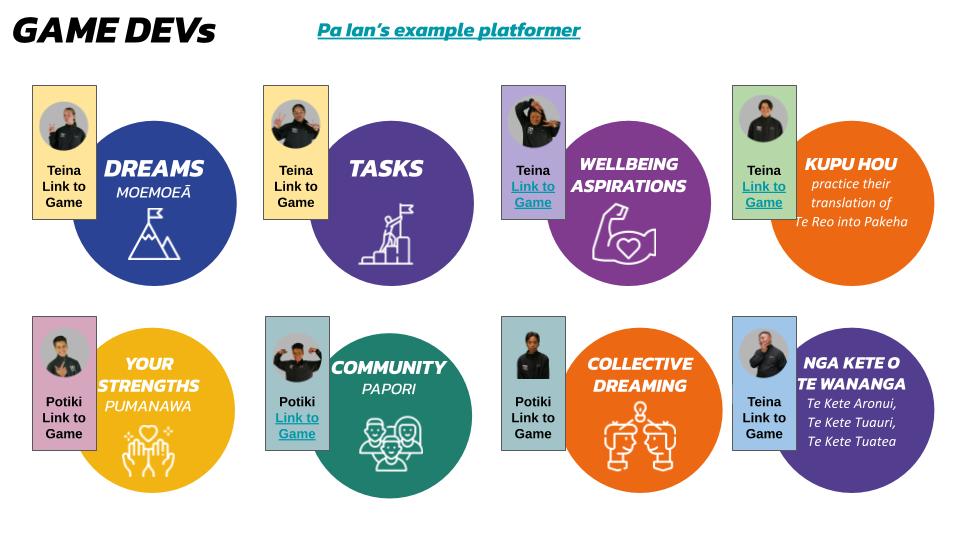 GAME DEVs
Pa Ian's example platformer
Teina
Link to
Game
DREAMS
MOEMOEĀ
Teina
Link to
Game
TASKS
Teina
Link to
Game
WELLBEING
ASPIRATIONS
Teina
Link to
Game
KUPU HOU
practice their
translation of
Te Reo into Pakeha
Potiki
Link to
Game
YOUR
STRENGTHS
PUMANAWA
Potiki
Link to
Game
COMMUNITY
PAPORI
Potiki
Link to
Game
COLLECTIVE
DREAMING
Teina
Link to
Game
NGA KETE O
TE WANANGA
Te Kete Aronui,
Te Kete Tuauri,
Te Kete Tuatea